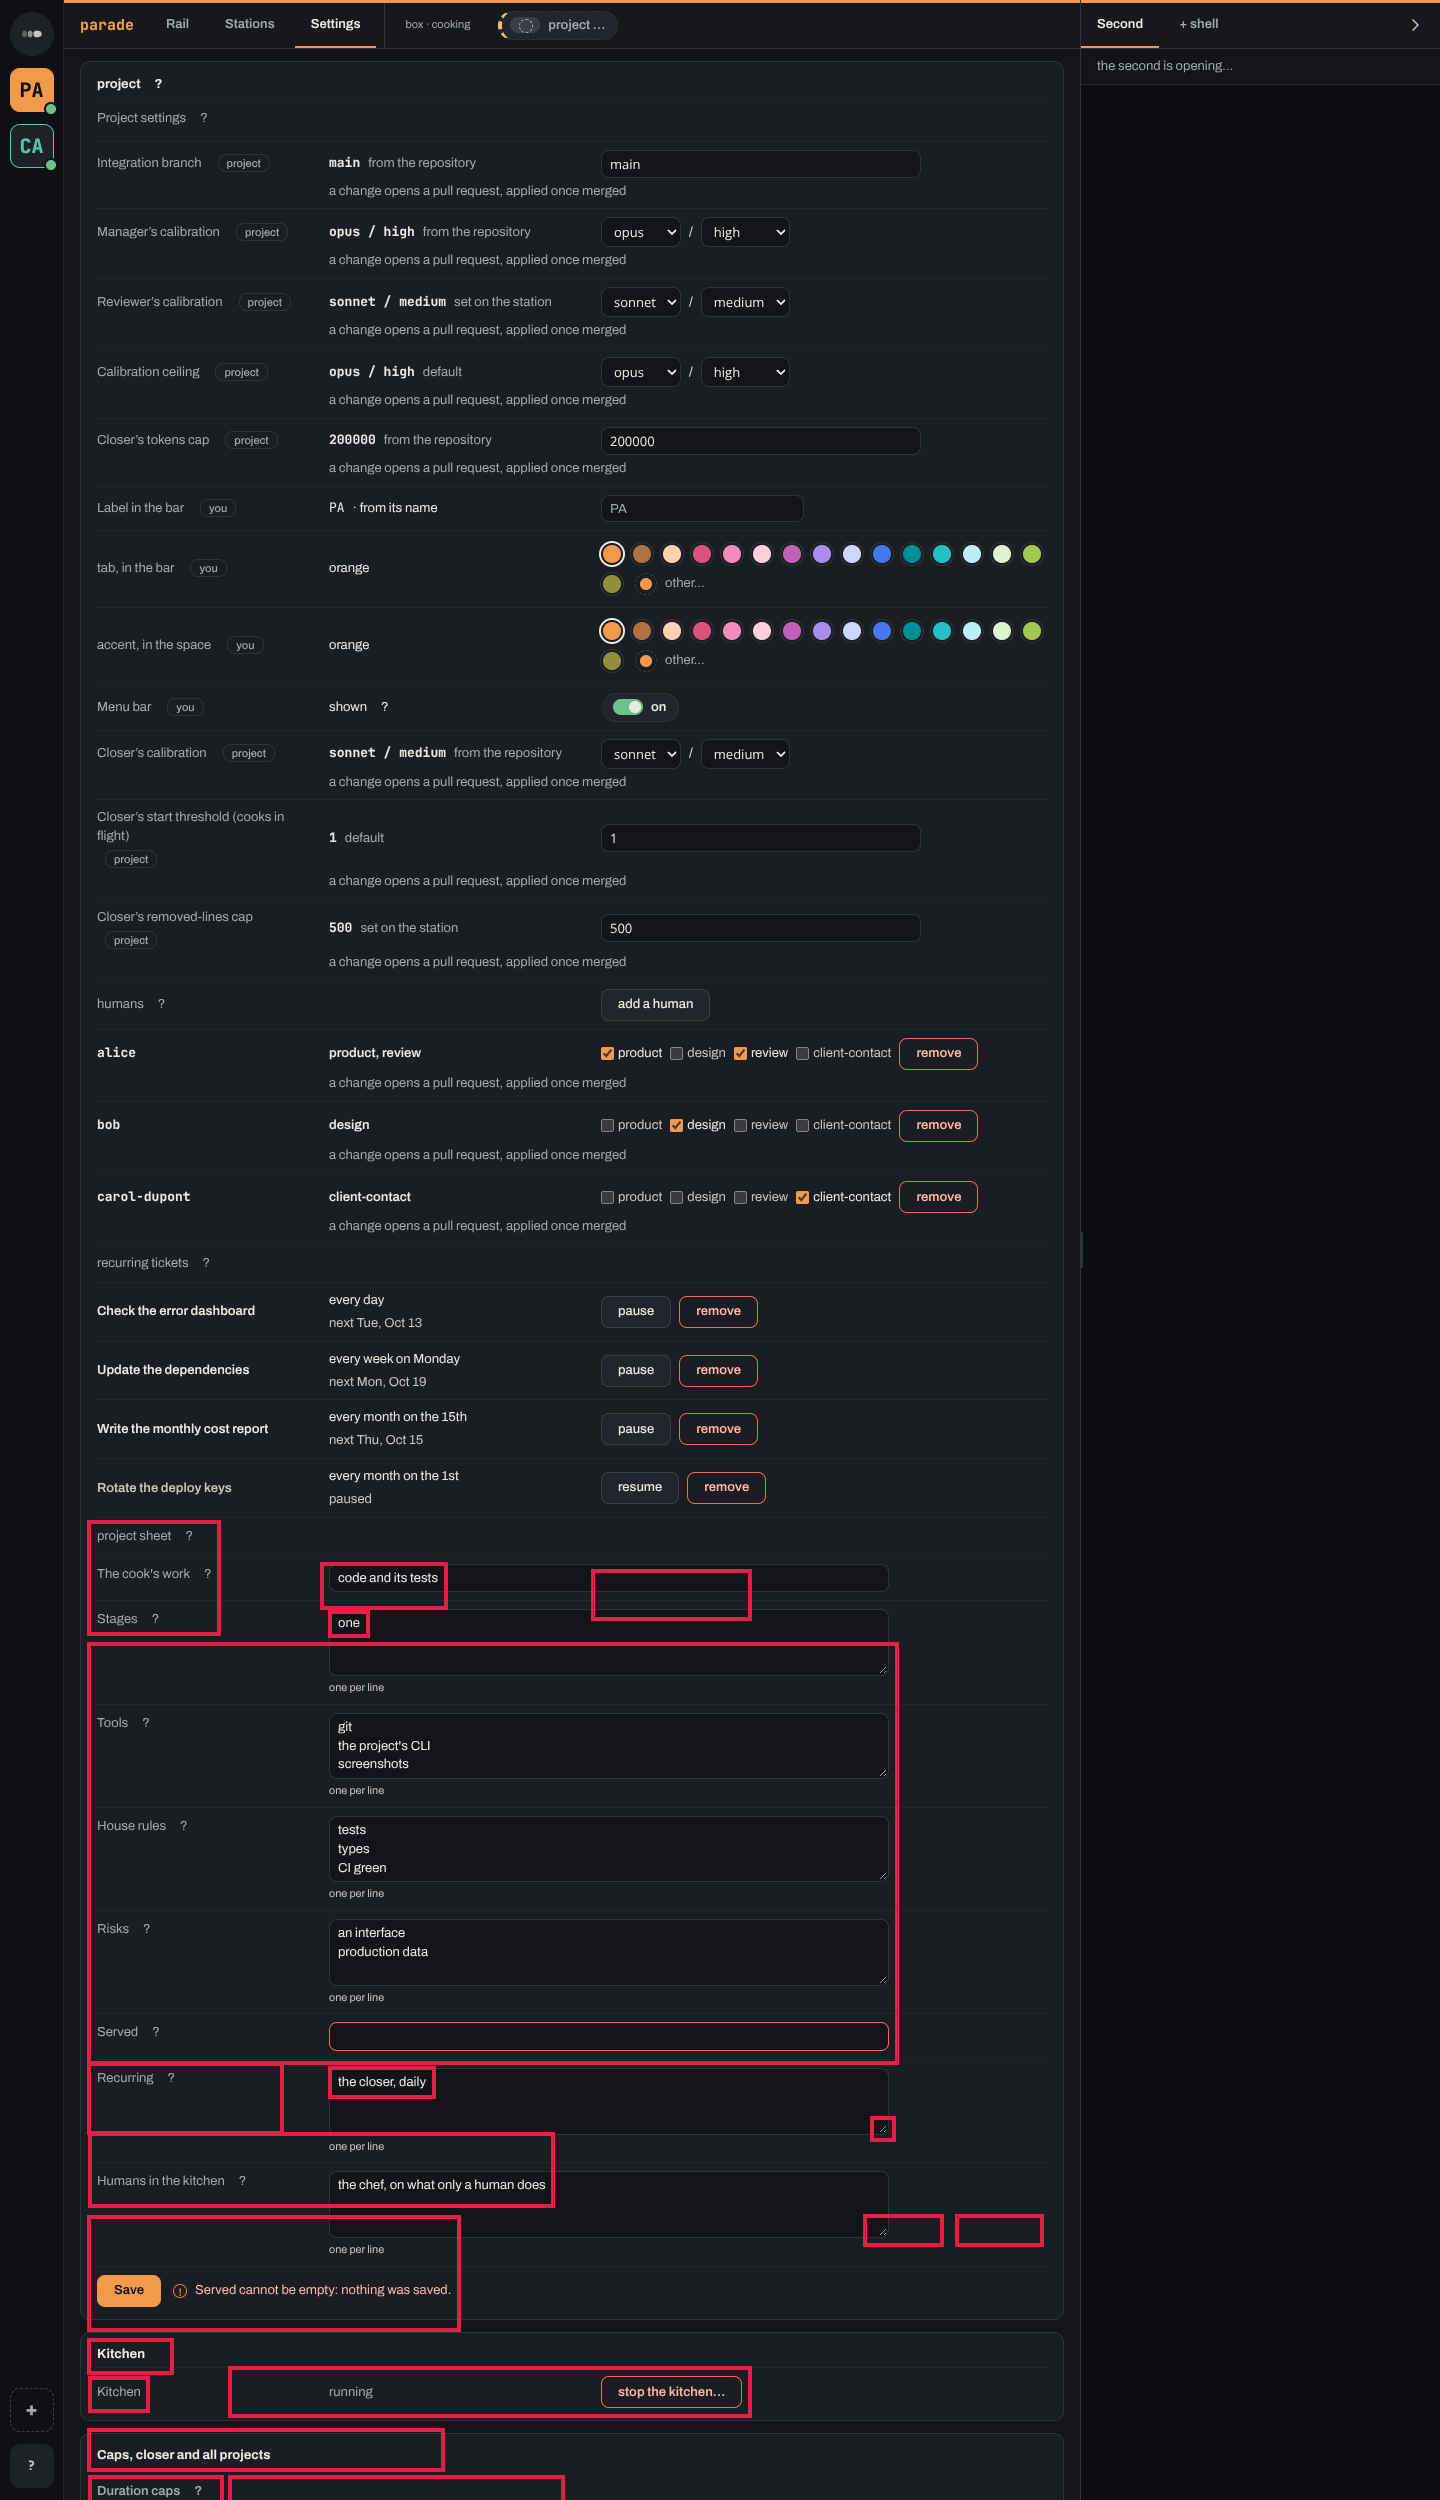 parade Rail Stations Settings box · cooking project ... Second + shell
the second is opening...
PA
CA
project ?
Project settings ?
Integration branch project main from the repository main
a change opens a pull request, applied once merged
Manager's calibration project opus / high from the repository opus / high
a change opens a pull request, applied once merged
Reviewer's calibration project sonnet / medium set on the station sonnet / medium
a change opens a pull request, applied once merged
Calibration ceiling project opus / high default opus / high
a change opens a pull request, applied once merged
Closer's tokens cap project 200000 from the repository 200000
a change opens a pull request, applied once merged
Label in the bar you PA · from its name PA
tab, in the bar you orange
other...
accent, in the space you orange
other...
Menu bar you shown ? on
Closer's calibration project sonnet / medium from the repository sonnet / medium
a change opens a pull request, applied once merged
Closer's start threshold (cooks in
flight)
project
1 default 1
a change opens a pull request, applied once merged
Closer's removed-lines cap
project
500 set on the station 500
a change opens a pull request, applied once merged
humans ? add a human
alice product, review product design review client-contact remove
a change opens a pull request, applied once merged
bob design product design review client-contact remove
a change opens a pull request, applied once merged
carol-dupont client-contact product design review client-contact remove
a change opens a pull request, applied once merged
recurring tickets ?
Check the error dashboard every day pause remove
next Tue, Oct 13
Update the dependencies every week on Monday pause remove
next Mon, Oct 19
Write the monthly cost report every month on the 15th pause remove
next Thu, Oct 15
Rotate the deploy keys every month on the 1st resume remove
paused
project sheet ?
The cook's work ? code and its tests
Stages ? one
one per line
Tools ? git
the project's CLI
screenshots
one per line
House rules ? tests
types
CI green
one per line
Risks ? an interface
production data
one per line
Served ?
Recurring ? the closer, daily
one per line
Humans in the kitchen ? the chef, on what only a human does
one per line
Save Served cannot be empty: nothing was saved.
Kitchen
Kitchen running stop the kitchen...
Caps, closer and all projects
Duration caps ?
+
?